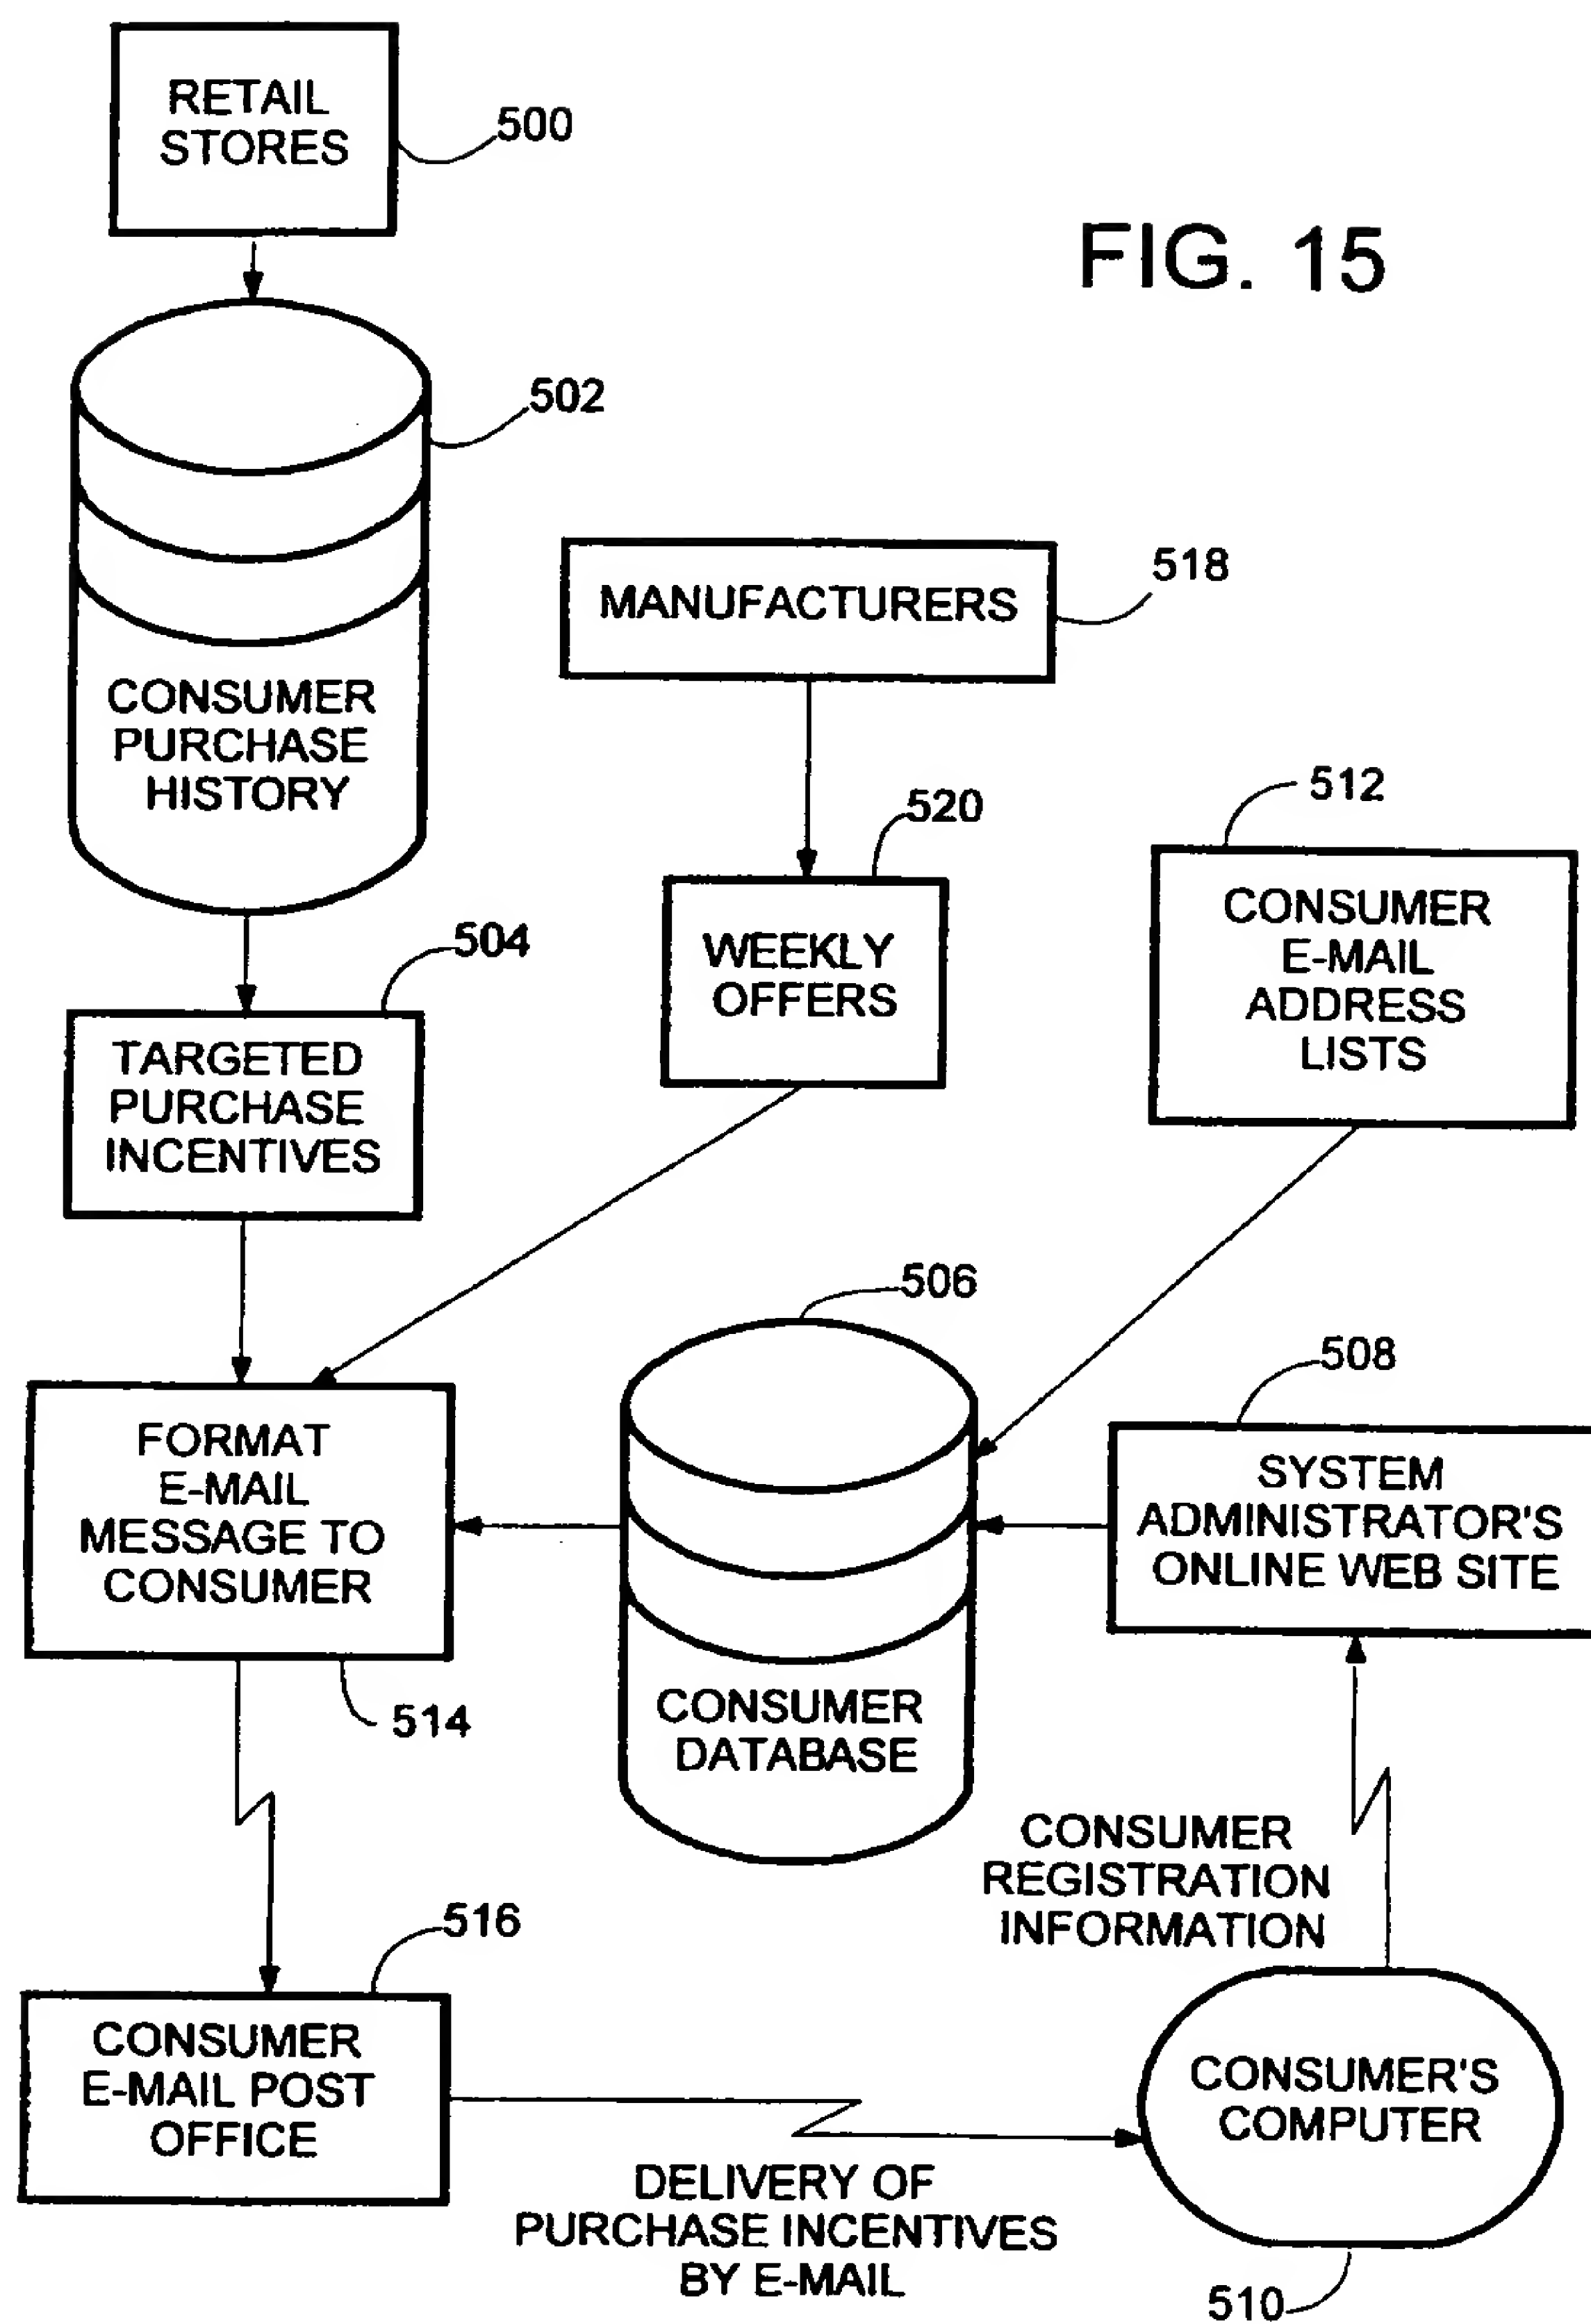 RETAIL
STORES
500
FIG. 15
502
CONSUMER
PURCHASE
HISTORY
MANUFACTURERS
518
520
512
WEEKLY
OFFERS
CONSUMER
E-MAIL
ADDRESS
LISTS
504
TARGETED
PURCHASE
INCENTIVES
506
508
FORMAT
E-MAIL
MESSAGE TO
CONSUMER
514
SYSTEM
ADMINISTRATOR'S
ONLINE WEB SITE
CONSUMER
DATABASE
CONSUMER
REGISTRATION
INFORMATION
516
CONSUMER
E-MAIL POST
OFFICE
CONSUMER'S
COMPUTER
DELIVERY OF
PURCHASE INCENTIVES
BY E-MAIL
510